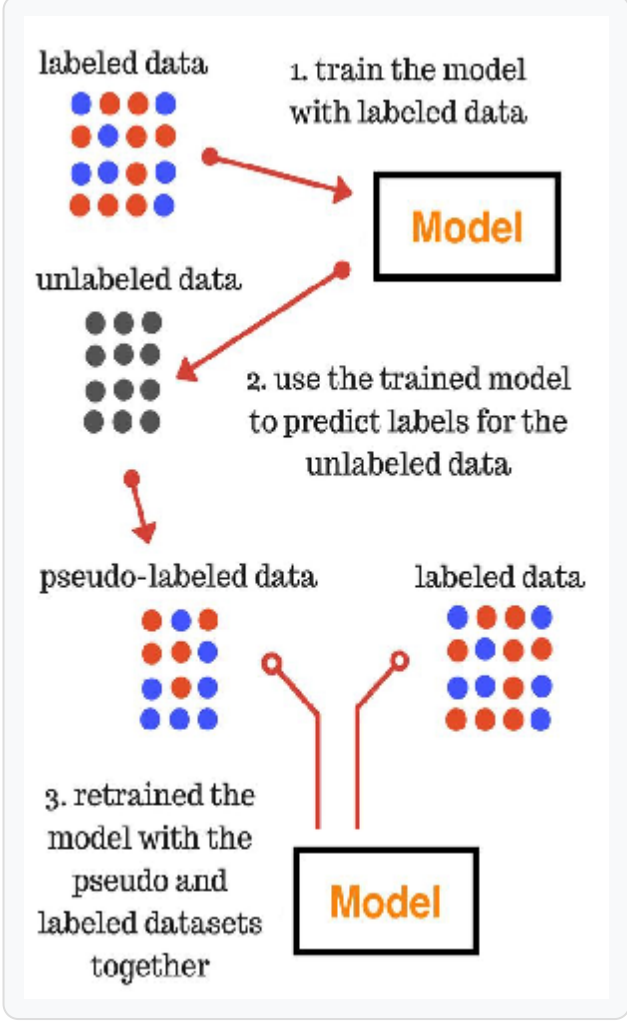 labeled data
1. train the model
with labeled data
Model
unlabeled data
2. use the trained model
to predict labels for the
unlabeled data
pseudo-labeled data
labeled data
3. retrained the
model with the
pseudo and
labeled datasets
together
Model